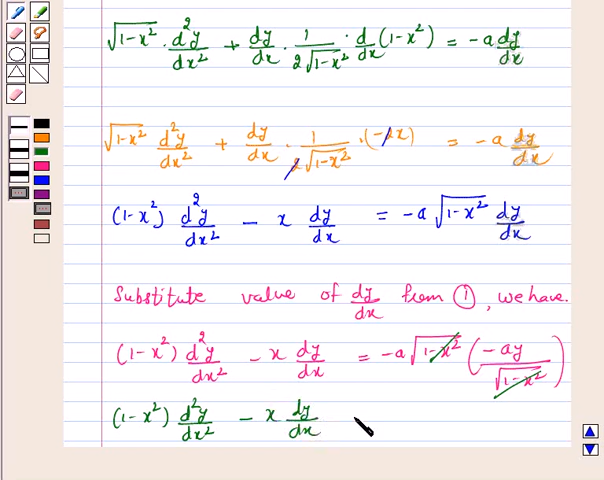 √(1-x²) · d²y/dx² + dy/dx · 1/(2√(1-x²)) · d/dx (1-x²) = -a dy/dx
√(1-x²) d²y/dx² + dy/dx · 1/(2√(1-x²)) · (-2x) = -a dy/dx
(1-x²) d²y/dx² - x dy/dx = -a √(1-x²) dy/dx
Substitute value of dy/dx from ①, we have.
(1-x²) d²y/dx² - x dy/dx = -a √(1-x²) (-ay/√(1-x²))
(1-x²) d²y/dx² - x dy/dx